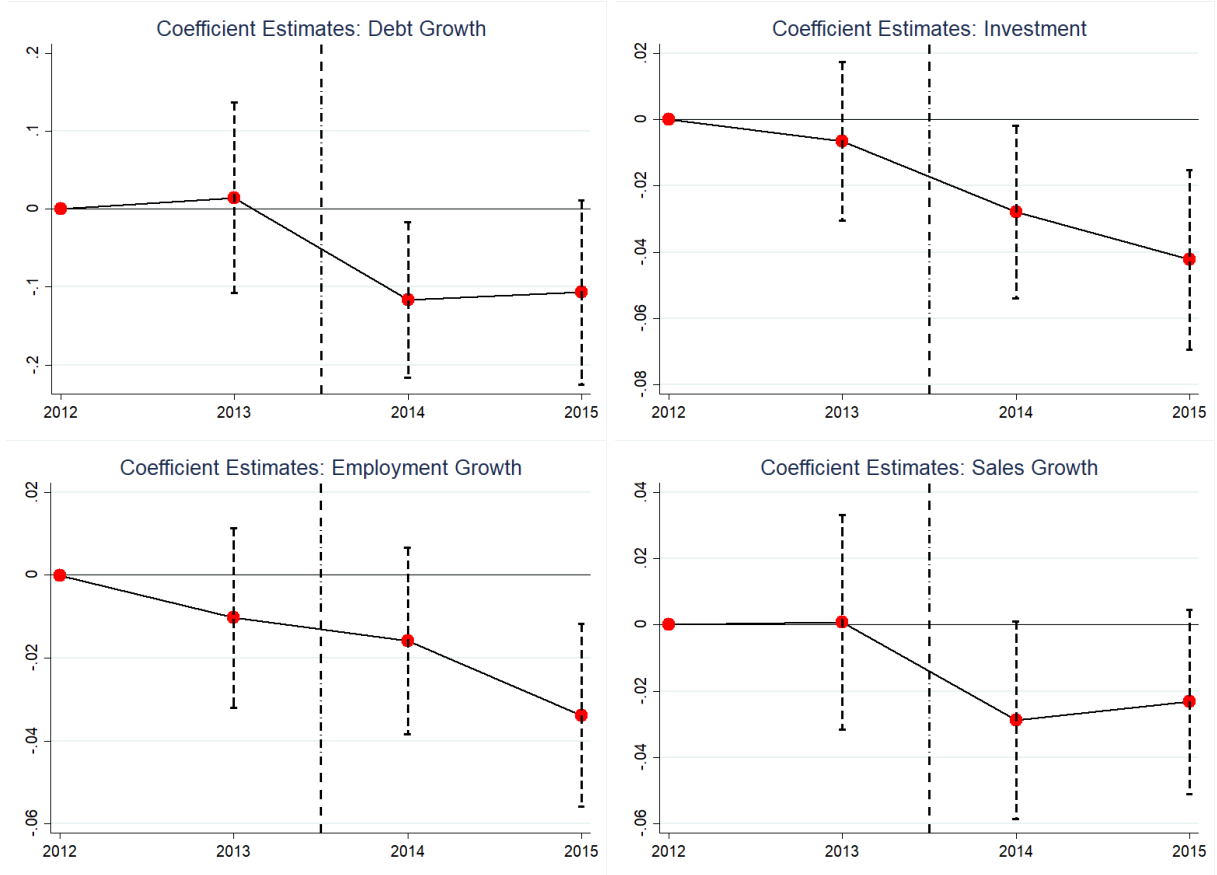 Coefficient Estimates: Debt Growth
.2
.1
0
-.1
-.2
2012 2013 2014 2015
Coefficient Estimates: Investment
.02
0
-.02
-.04
-.06
-.08
2012 2013 2014 2015
Coefficient Estimates: Employment Growth
.02
0
-.02
-.04
-.06
2012 2013 2014 2015
Coefficient Estimates: Sales Growth
.04
.02
0
-.02
-.04
-.06
2012 2013 2014 2015